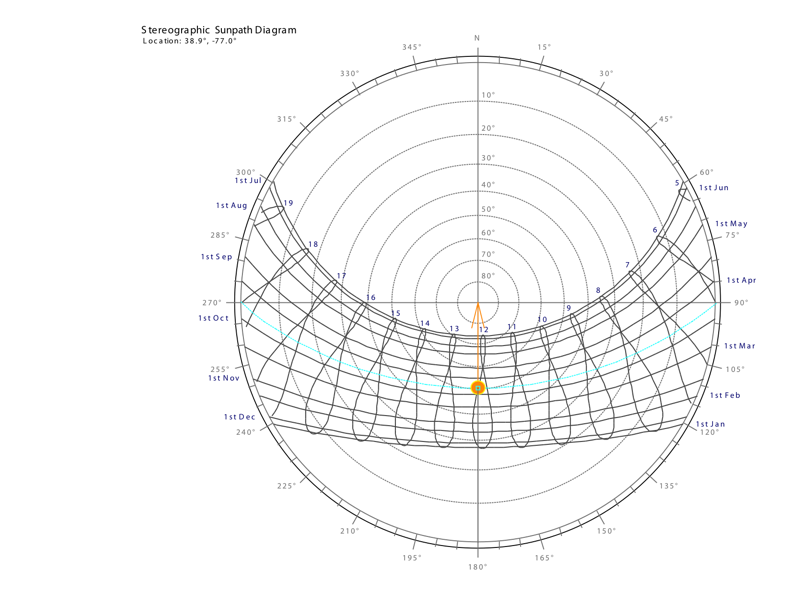 Stereographic Sunpath Diagram
Location: 38.9°, -77.0°
N
345° 15°
330° 30°
10°
315° 45°
20°
30°
300° 60°
1st Jul 5 1st Jun
40°
1st Aug 19
50°
1st May
285° 6 75°
60°
18
1st Sep 70°
7
17 80° 1st Apr
16 8
270° 90°
15 9
1st Oct
14 13 12 11 10
1st Mar
255° 105°
1st Nov
1st Feb
1st Dec
1st Jan
240° 120°
225° 135°
210° 150°
195° 165°
180°